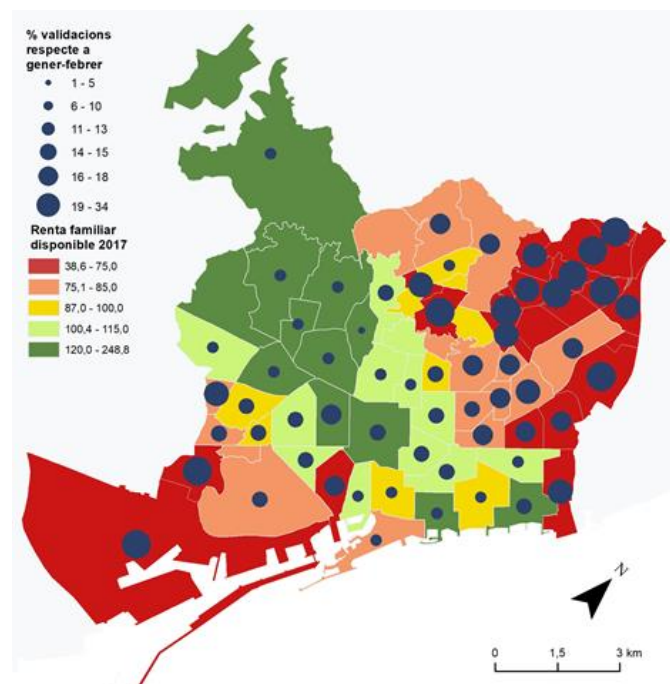 % validacions
respecte a
gener-febrer
1 - 5
6 - 10
11 - 13
14 - 15
16 - 18
19 - 34
Renta familiar
disponible 2017
38,6 - 75,0
75,1 - 85,0
87,0 - 100,0
100,4 - 115,0
120,0 - 248,8
N
0 1,5 3 km